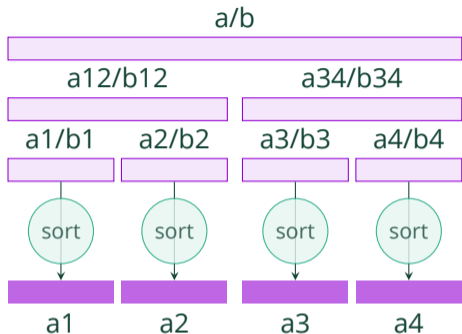 a/b
a12/b12 a34/b34
a1/b1 a2/b2 a3/b3 a4/b4
sort sort sort sort
a1 a2 a3 a4